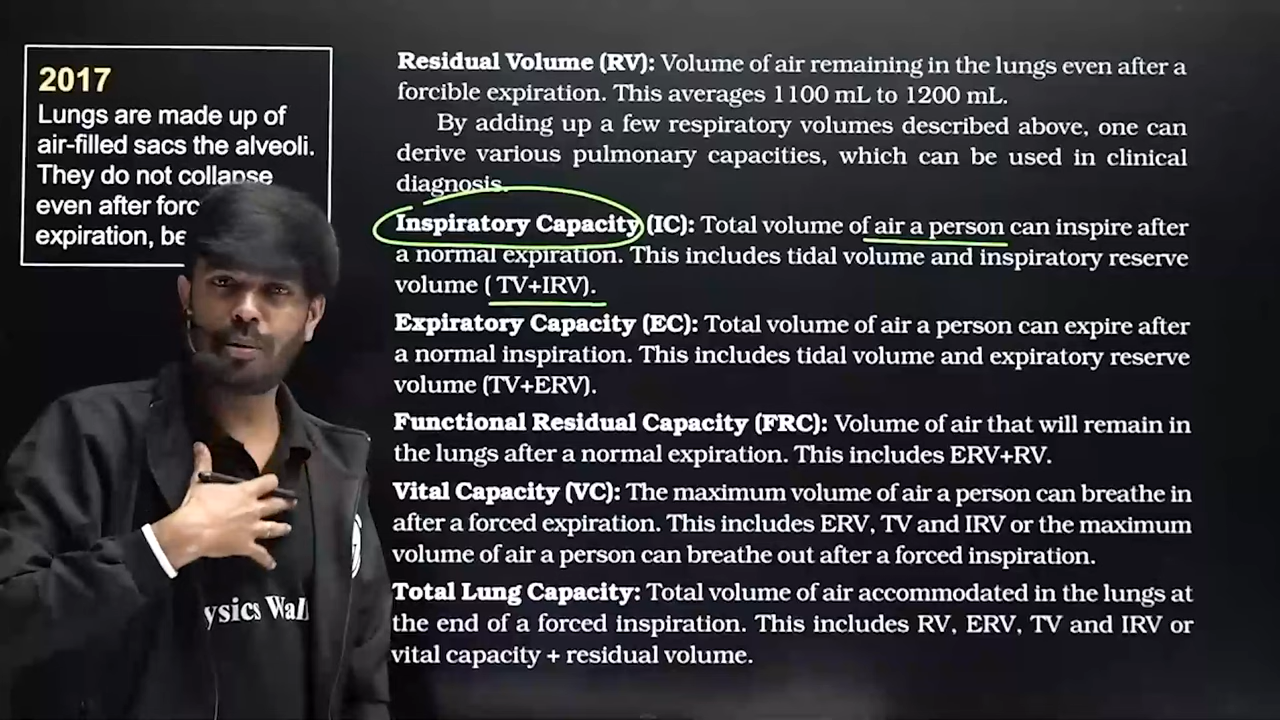 2017
Lungs are made up of
air-filled sacs the alveoli.
They do not collapse
even after forc
expiration, be
Residual Volume (RV): Volume of air remaining in the lungs even after a
forcible expiration. This averages 1100 mL to 1200 mL.
By adding up a few respiratory volumes described above, one can
derive various pulmonary capacities, which can be used in clinical
diagnosis.
Inspiratory Capacity (IC): Total volume of air a person can inspire after
a normal expiration. This includes tidal volume and inspiratory reserve
volume ( TV+IRV).
Expiratory Capacity (EC): Total volume of air a person can expire after
a normal inspiration. This includes tidal volume and expiratory reserve
volume (TV+ERV).
Functional Residual Capacity (FRC): Volume of air that will remain in
the lungs after a normal expiration. This includes ERV+RV.
Vital Capacity (VC): The maximum volume of air a person can breathe in
after a forced expiration. This includes ERV, TV and IRV or the maximum
volume of air a person can breathe out after a forced inspiration.
Total Lung Capacity: Total volume of air accommodated in the lungs at
the end of a forced inspiration. This includes RV, ERV, TV and IRV or
vital capacity + residual volume.
ysics Wal